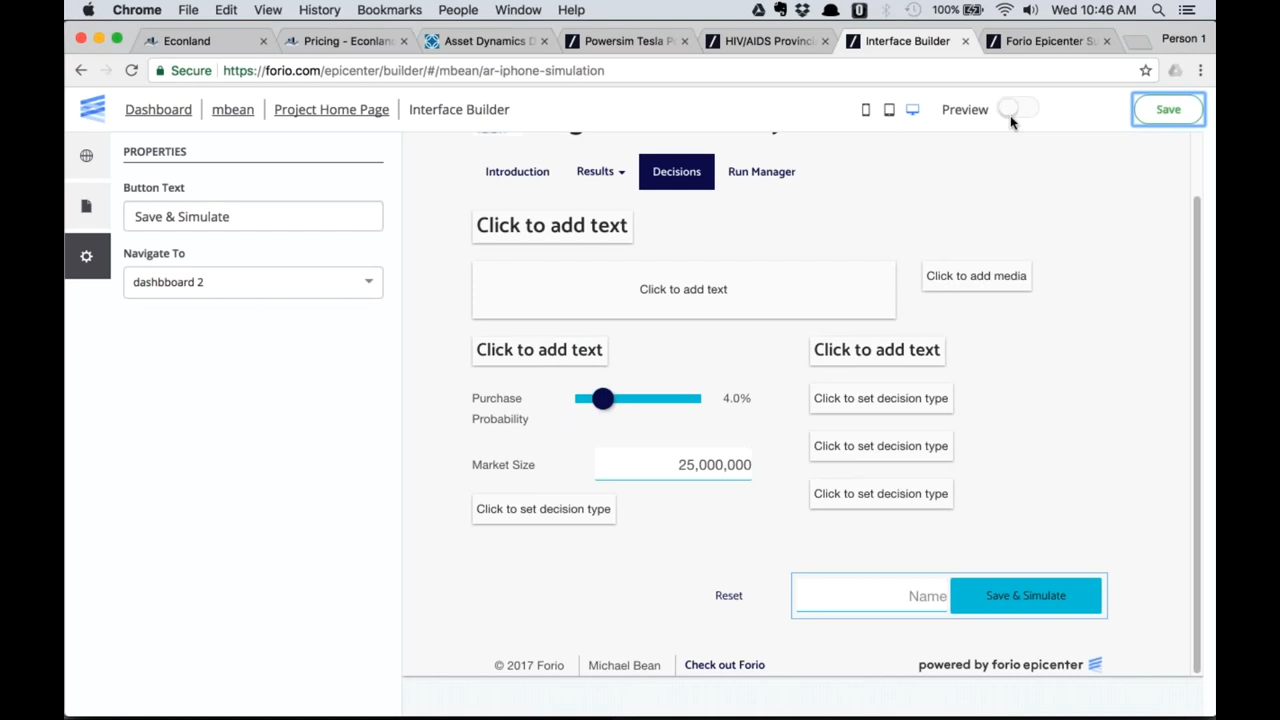 Chrome File Edit View History Bookmarks People Window Help 100% Wed 10:46 AM
Econland Pricing - Econlan Asset Dynamics D Powersim Tesla P HIV/AIDS Provinci Interface Builder Forio Epicenter Su Person 1
Secure https://forio.com/epicenter/builder/#/mbean/ar-iphone-simulation
Dashboard mbean Project Home Page Interface Builder Preview Save
PROPERTIES
Button Text
Save & Simulate
Navigate To
dashbboard 2
Introduction Results Decisions Run Manager
Click to add text
Click to add text
Click to add media
Click to add text
Click to add text
Purchase
Probability
4.0%
Click to set decision type
Click to set decision type
Market Size 25,000,000
Click to set decision type
Click to set decision type
Reset Name Save & Simulate
© 2017 Forio Michael Bean Check out Forio powered by forio epicenter